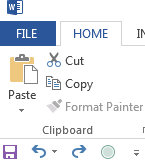 FILE HOME
Cut
Copy
Paste
Format Painter
Clipboard